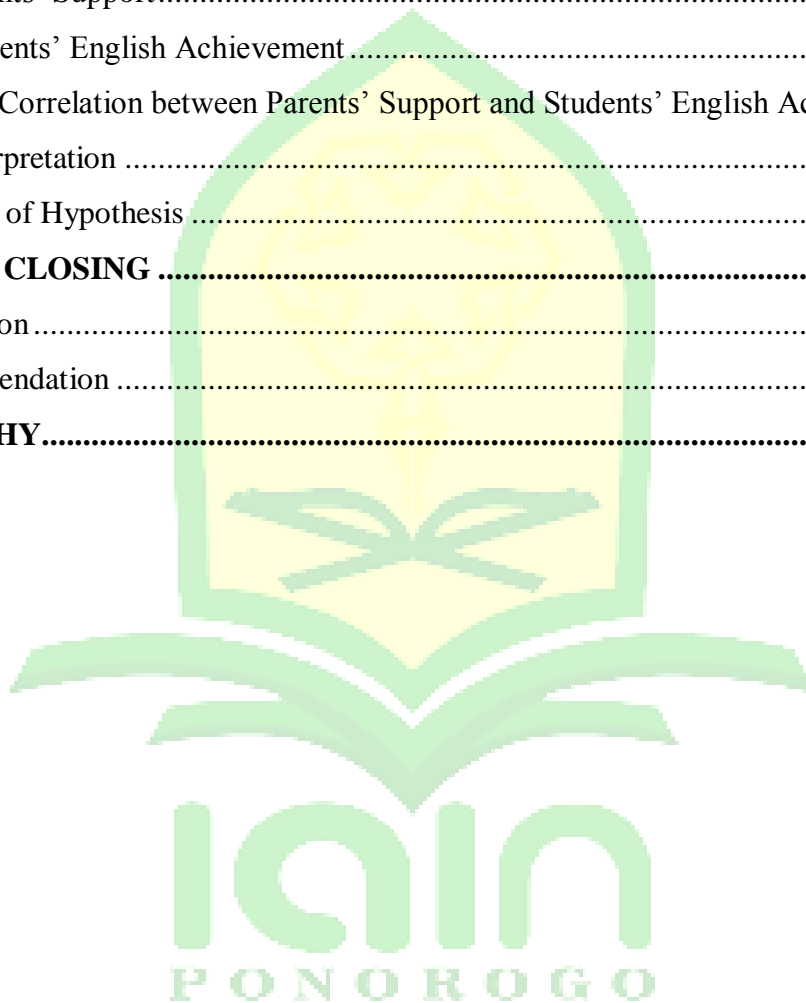 nts’ Support..........................................................................
ents’ English Achievement..........................................................
Correlation between Parents’ Support and Students’ English Ac
rpretation ................................................................................
of Hypothesis .........................................................................
CLOSING ..............................................................................
on ..........................................................................................
endation .................................................................................
HY..........................................................................................
IAIN
PONOROGO